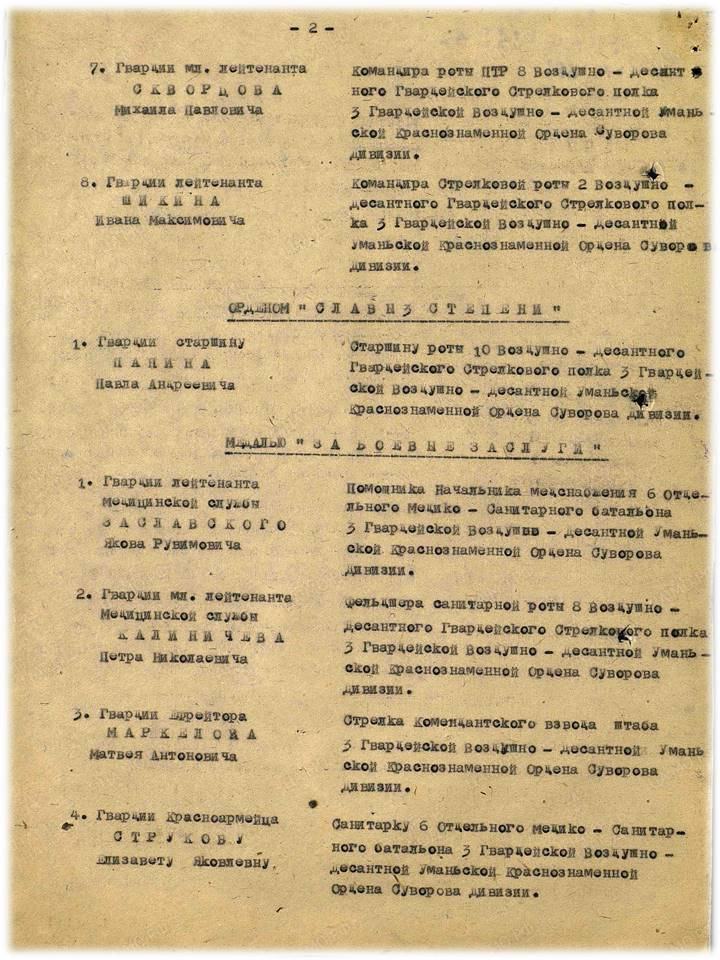 - 2 -
7. Гвардии мл. лейтенанта
СКВОРЦОВА
Михаила Павловича
Командира роты ПТР 8 Воздушно - десант
ного Гвардейского Стрелкового полка
3 Гвардейской Воздушно - десантной Умань
ской Краснознаменной Ордена Суворова
дивизии.
8. Гвардии лейтенанта
ШИКИНА
Ивана Максимовича
Командира Стрелковой роты 2 Воздушно -
десантного Гвардейского Стрелкового пол-
ка 3 Гвардейской Воздушно - десантной
Уманьской Краснознаменной Ордена Суворов
дивизии.
ОРДЕНОМ "СЛАВЫ 3 СТЕПЕНИ"
1. Гвардии старшину
ПАНИНА
Павла Андреевича
Старшину роты 10 Воздушно - десантного
Гвардейского Стрелкового полка 3 Гвардей-
ской Воздушно - десантной Уманьской
Краснознаменной Ордена Суворова дивизии.
МЕДАЛЬЮ "ЗА БОЕВЫЕ ЗАСЛУГИ"
1. Гвардии лейтенанта
Медицинской службы
ЗАСЛАВСКОГО
Якова Рувимовича
Помошника Начальника медснабжения 6 Отде-
льного Медико - Санитарного батальона
3 Гвардейской Воздушно - десантной Умань-
ской Краснознаменной Ордена Суворова
дивизии.
2. Гвардии мл. лейтенанта
Медицинской службы
КАЛИНИЧЕВА
Петра Николаевича
Фельдшера санитарной роты 8 Воздушно -
десантного Гвардейского Стрелкового полка
3 Гвардейской Воздушно - десантной Умань-
ской Краснознаменной Ордена Суворова
дивизии.
3. Гвардии Ефрейтора
МАРКЕЛОВА
Матвея Антоновича
Стрелка Комендантского взвода штаба
3 Гвардейской Воздушно - десантной Умань
ской Краснознаменной Ордена Суворова
дивизии.
4. Гвардии Красноармейца
СТРУКОВУ
Елизавету Яковлевну.
Санитарку 6 Отдельного Медико - Санитар-
ного батальона 3 Гвардейской Воздушно -
десантной Уманьской Краснознаменной
Ордена Суворова дивизии.